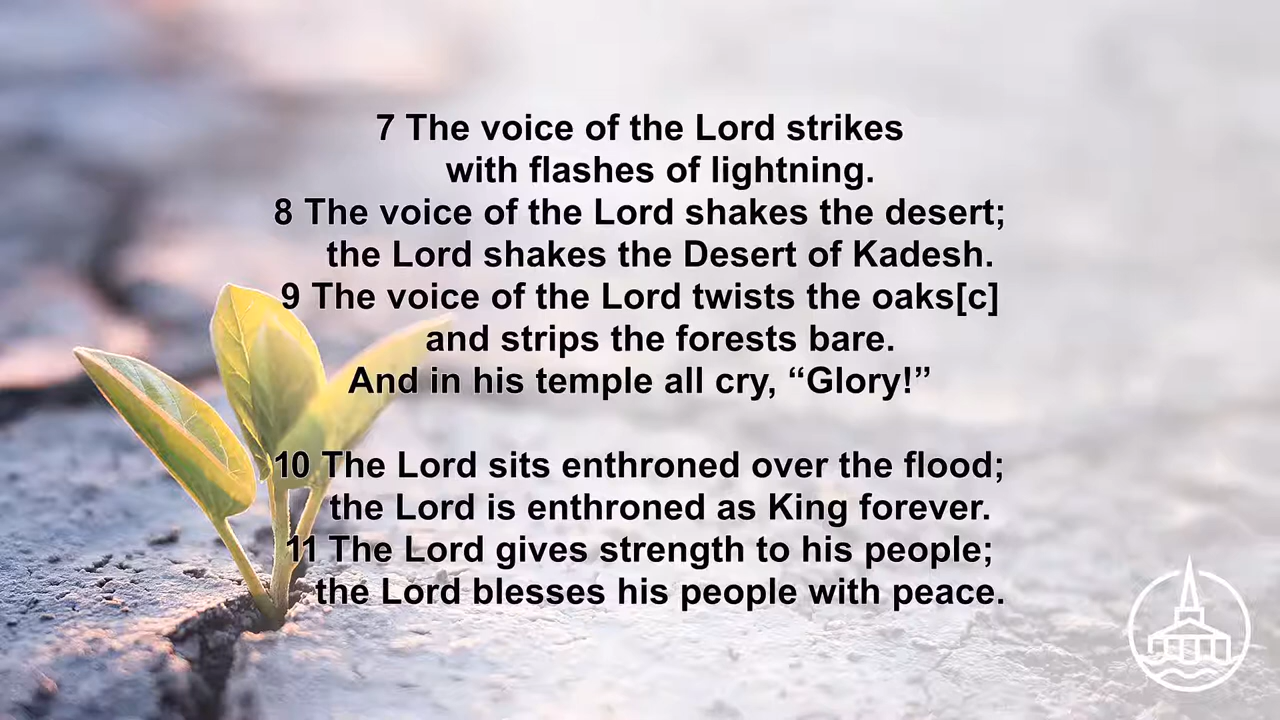 7 The voice of the Lord strikes
with flashes of lightning.
8 The voice of the Lord shakes the desert;
the Lord shakes the Desert of Kadesh.
9 The voice of the Lord twists the oaks[c]
and strips the forests bare.
And in his temple all cry, “Glory!”
10 The Lord sits enthroned over the flood;
the Lord is enthroned as King forever.
11 The Lord gives strength to his people;
the Lord blesses his people with peace.